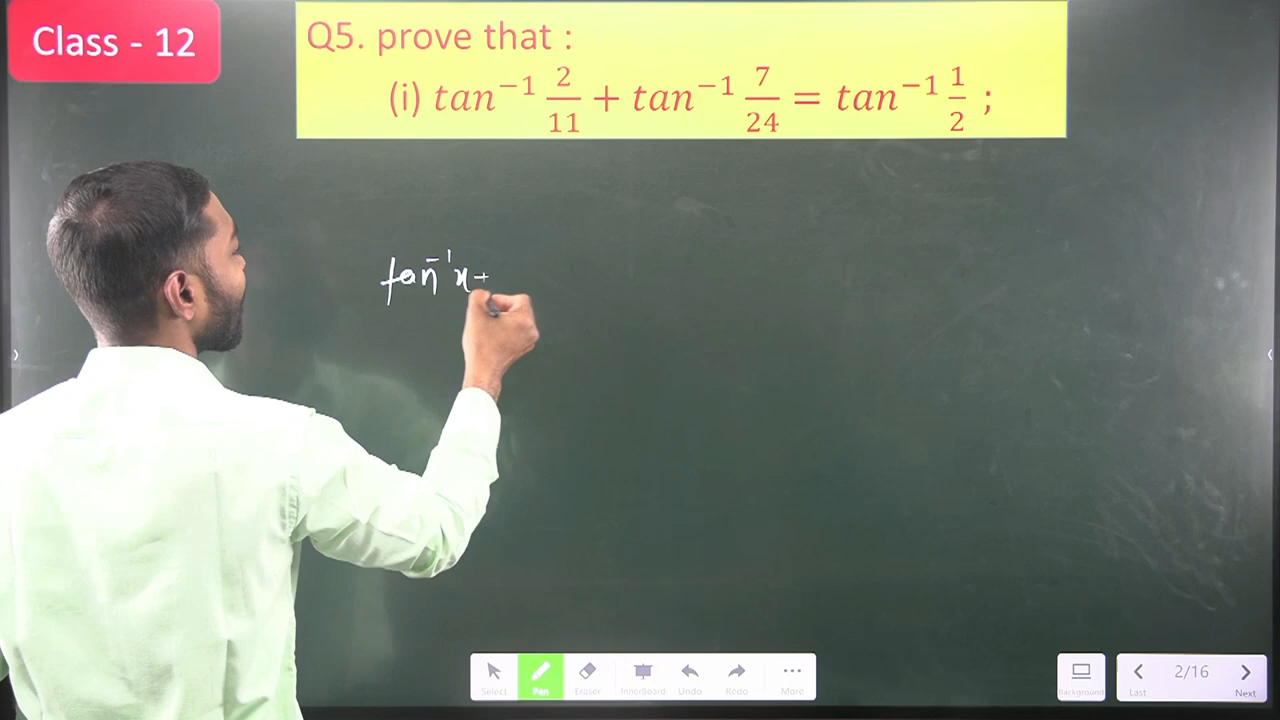 Class - 12
Q5. prove that :
(i) tan⁻¹ 2/11 + tan⁻¹ 7/24 = tan⁻¹ 1/2 ;
tan⁻¹x +
Select
Pen
Eraser
InnerBoard
Undo
Redo
More
Background
Last
2/16
Next